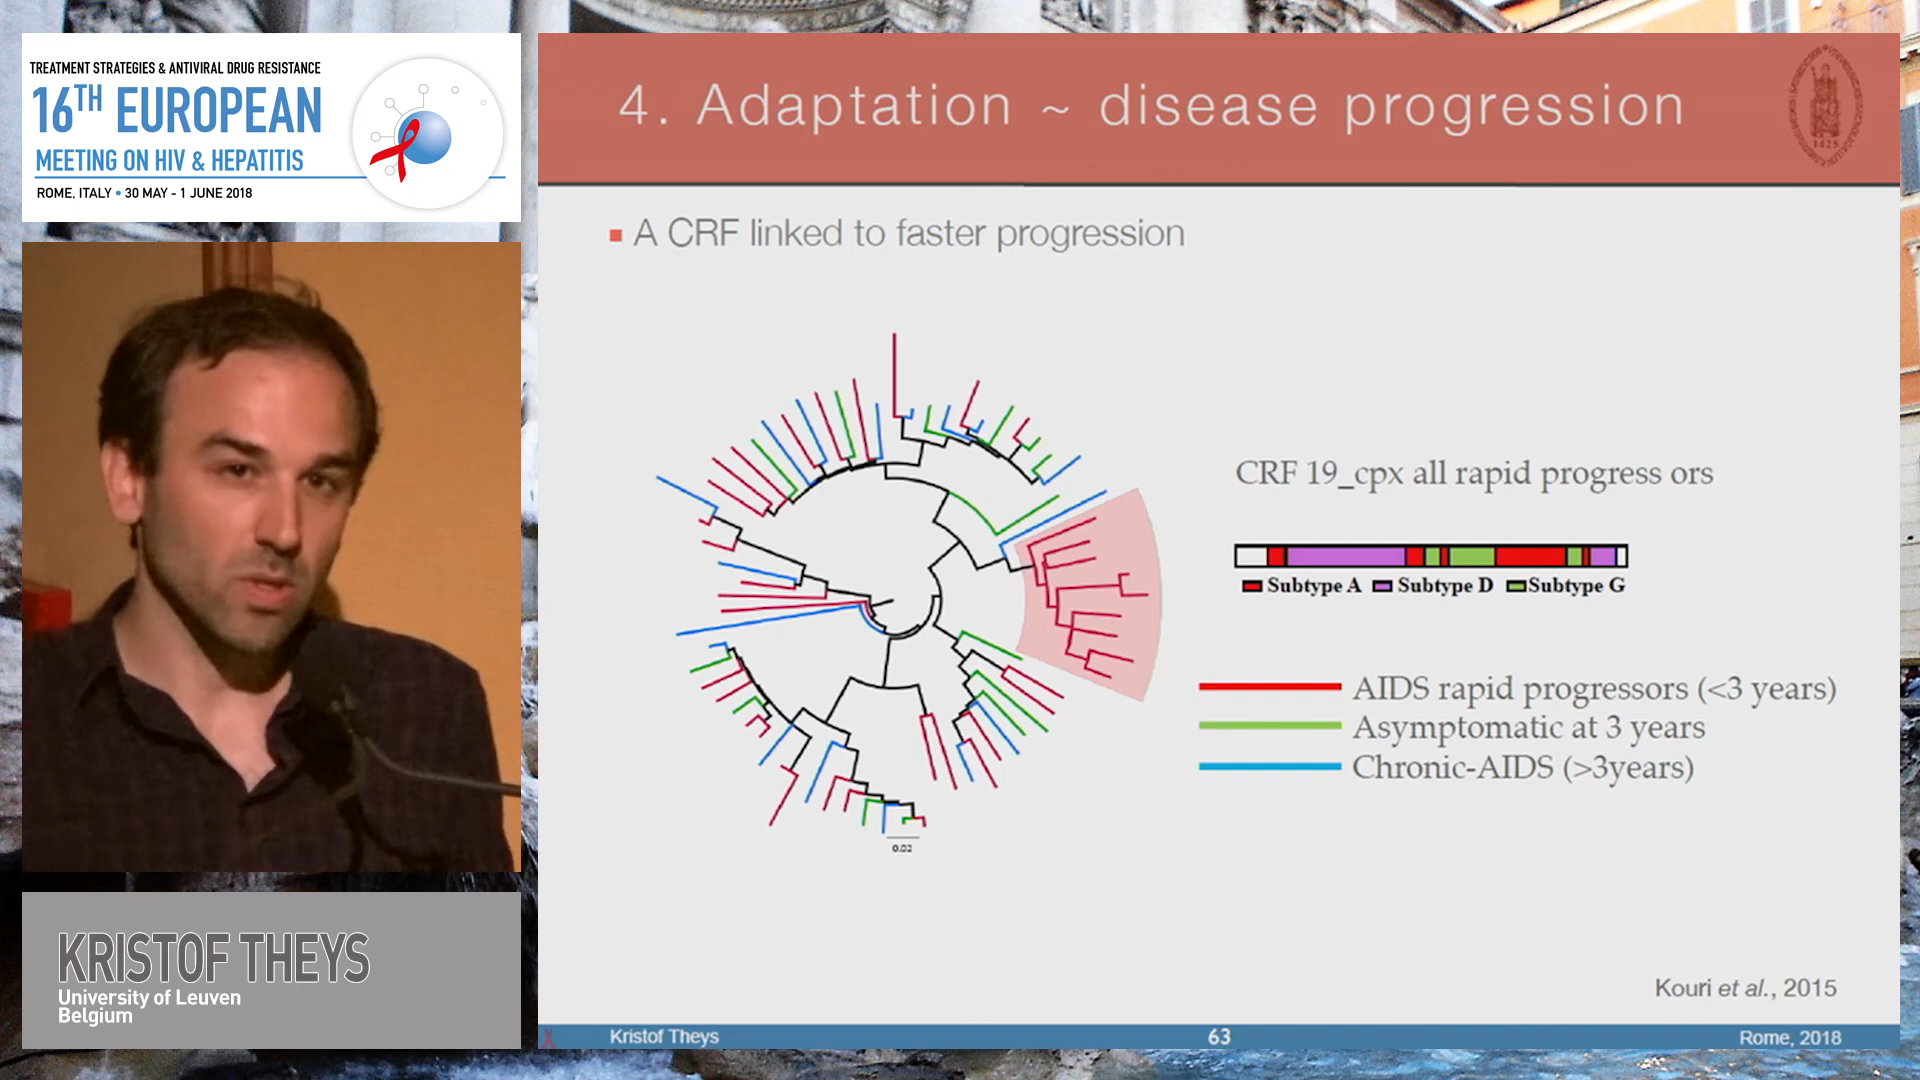 TREATMENT STRATEGIES & ANTIVIRAL DRUG RESISTANCE
16TH EUROPEAN
MEETING ON HIV & HEPATITIS
ROME, ITALY • 30 MAY - 1 JUNE 2018
KRISTOF THEYS
University of Leuven
Belgium
4. Adaptation ~ disease progression
1425
A CRF linked to faster progression
CRF 19_cpx all rapid progress ors
Subtype A Subtype D Subtype G
AIDS rapid progressors (<3 years)
Asymptomatic at 3 years
Chronic-AIDS (>3years)
0.02
Kouri et al., 2015
Kristof Theys 63 Rome, 2018